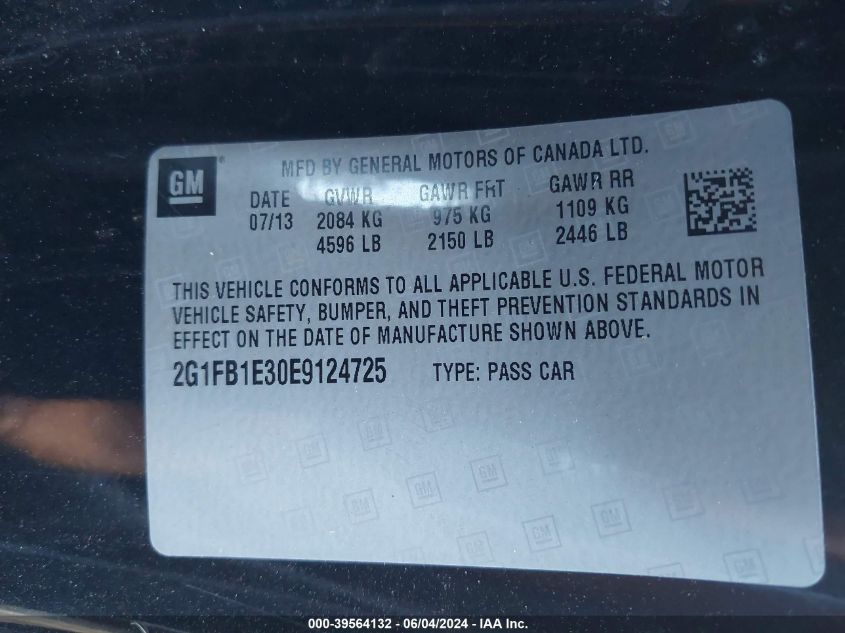 GM
MFD BY GENERAL MOTORS OF CANADA LTD.
DATE GVWR GAWR FRT GAWR RR
07/13 2084 KG 975 KG 1109 KG
4596 LB 2150 LB 2446 LB
THIS VEHICLE CONFORMS TO ALL APPLICABLE U.S. FEDERAL MOTOR
VEHICLE SAFETY, BUMPER, AND THEFT PREVENTION STANDARDS IN
EFFECT ON THE DATE OF MANUFACTURE SHOWN ABOVE.
2G1FB1E30E9124725 TYPE: PASS CAR
000-39564132 - 06/04/2024 - IAA Inc.